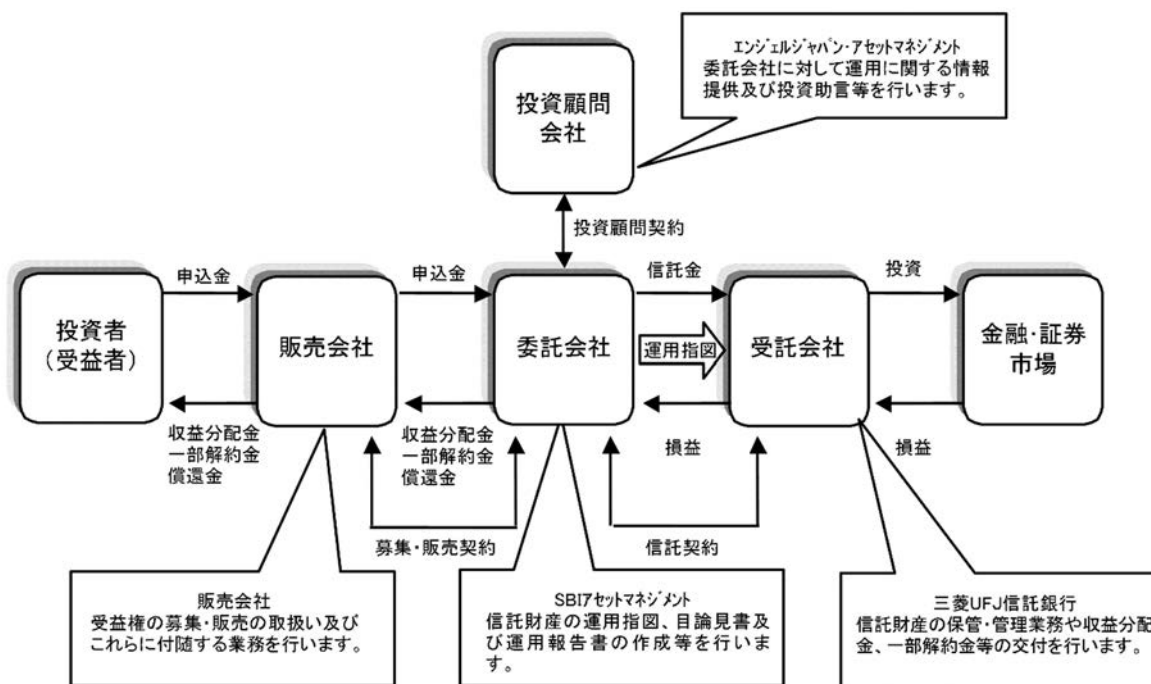 エンジェルジャパン・アセットマネジメント
委託会社に対して運用に関する情報
提供及び投資助言等を行います。
投資顧問
会社
投資顧問契約
申込金
申込金
信託金
投資
投資者
（受益者）
販売会社
委託会社
運用指図
受託会社
金融・証券
市場
収益分配金
一部解約金
償還金
収益分配金
一部解約金
償還金
損益
損益
募集・販売契約
信託契約
販売会社
受益権の募集・販売の取扱い及び
これらに付随する業務を行います。
SBIアセットマネジメント
信託財産の運用指図、目論見書及
び運用報告書の作成等を行いま
す。
三菱UFJ信託銀行
信託財産の保管・管理業務や収益分配
金、一部解約金等の交付を行います。